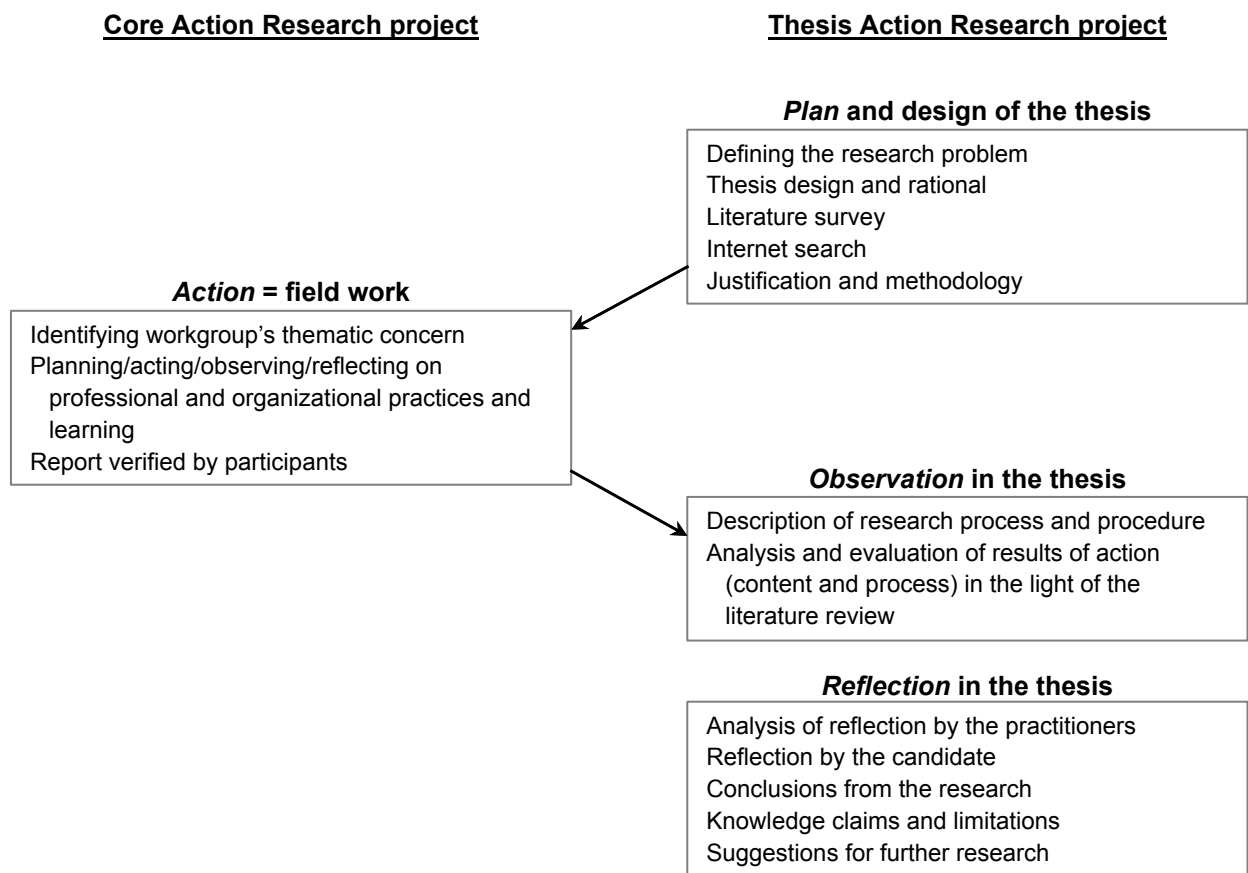 Core Action Research project
Thesis Action Research project
Plan and design of the thesis
Defining the research problem
Thesis design and rational
Literature survey
Internet search
Justification and methodology
Action = field work
Identifying workgroup’s thematic concern
Planning/acting/observing/reflecting on
professional and organizational practices and
learning
Report verified by participants
Observation in the thesis
Description of research process and procedure
Analysis and evaluation of results of action
(content and process) in the light of the
literature review
Reflection in the thesis
Analysis of reflection by the practitioners
Reflection by the candidate
Conclusions from the research
Knowledge claims and limitations
Suggestions for further research